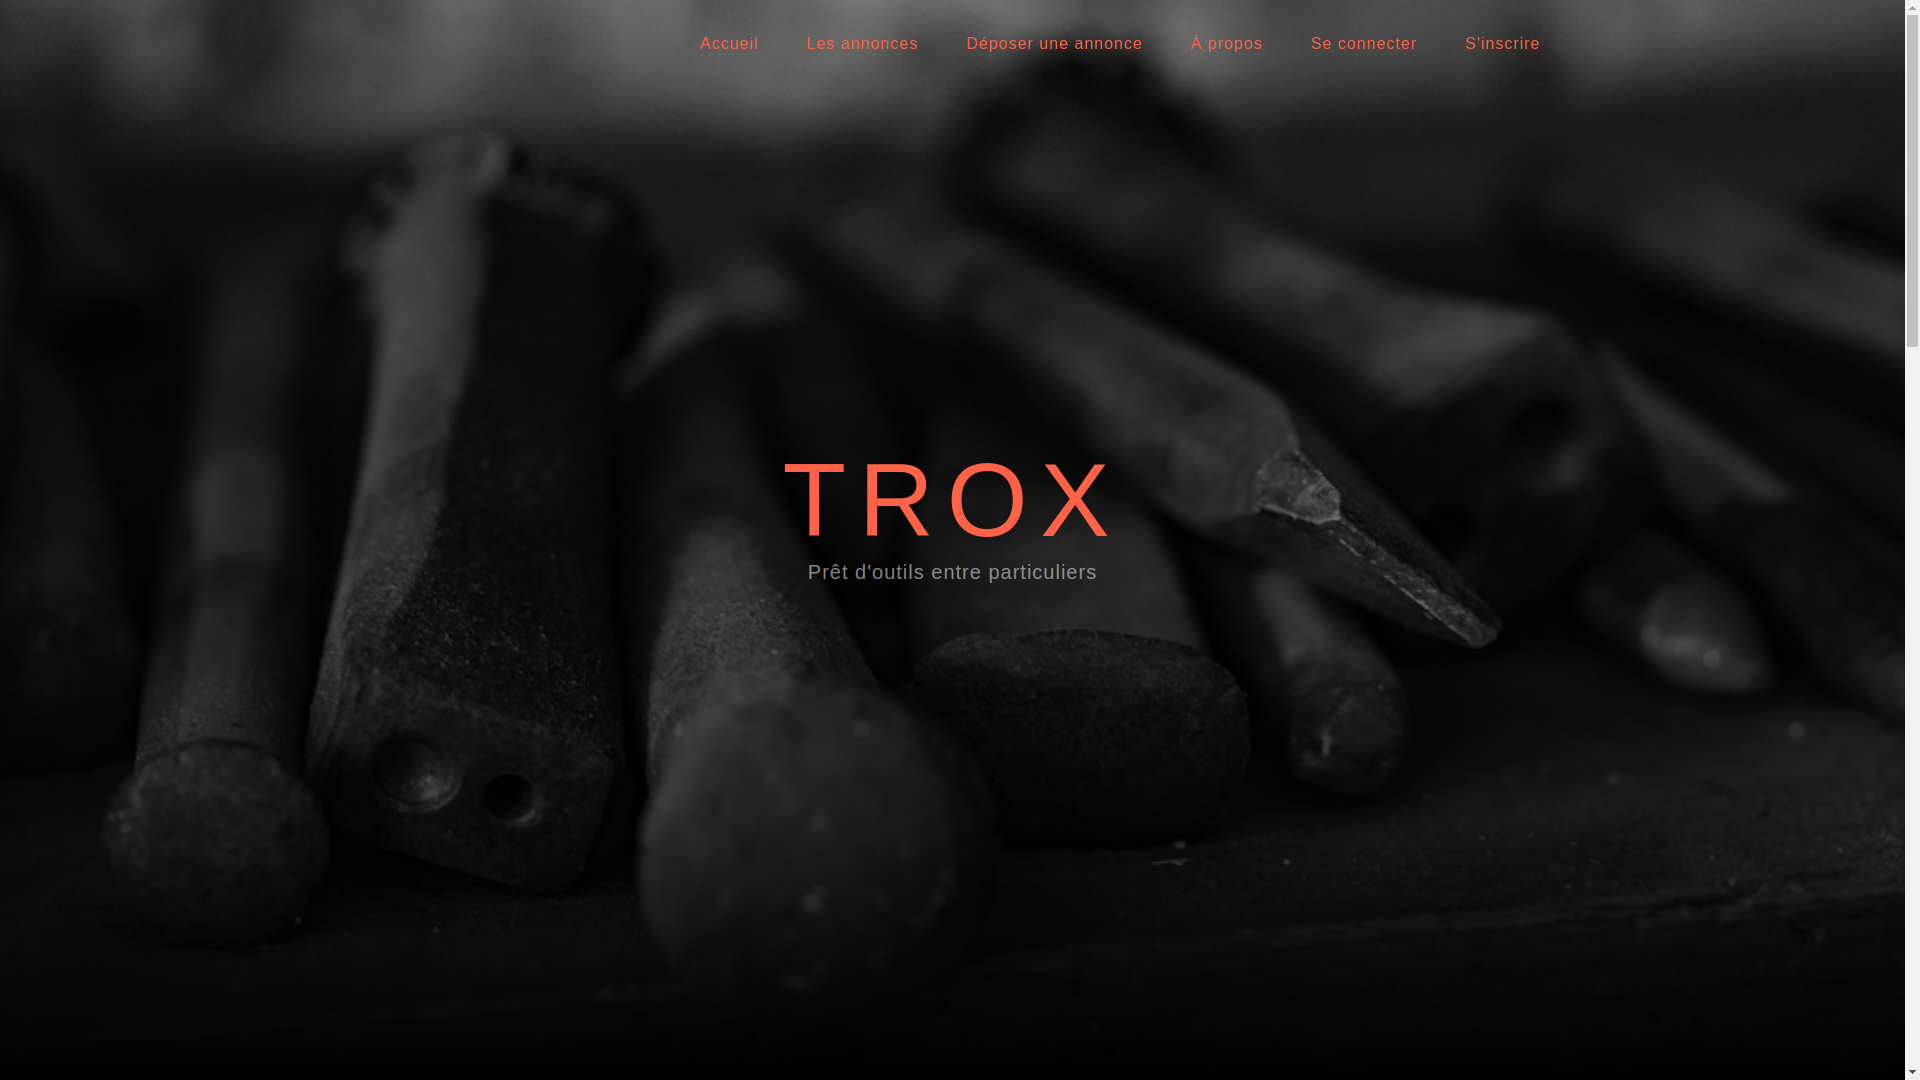 Accueil Les annonces Déposer une annonce À propos Se connecter S'inscrire
TROX
Prêt d'outils entre particuliers